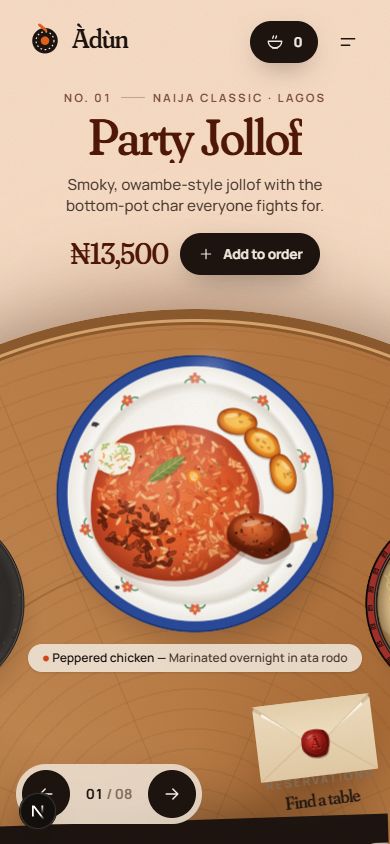 Àdùn
0
NO. 01 — NAIJA CLASSIC · LAGOS
Party Jollof
Smoky, owambe-style jollof with the
bottom-pot char everyone fights for.
₦13,500
+ Add to order
Peppered chicken — Marinated overnight in ata rodo
A
RESERVATIONS
Find a table
← 01 / 08 →
N